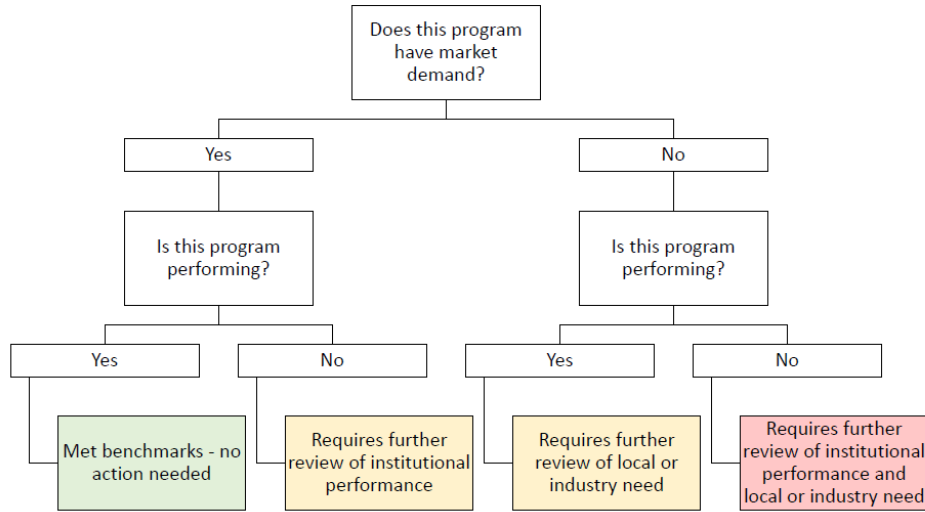 Does this program
have market
demand?
Yes
No
Is this program
performing?
Is this program
performing?
Yes
No
Yes
No
Met benchmarks - no
action needed
Requires further
review of institutional
performance
Requires further
review of local or
industry need
Requires further
review of institutional
performance and
local or industry need